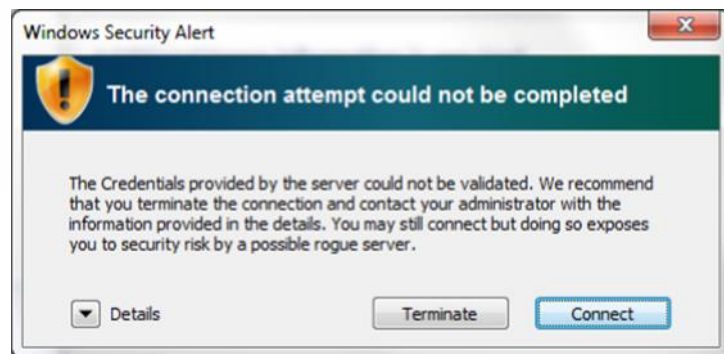 Windows Security Alert
The connection attempt could not be completed
The Credentials provided by the server could not be validated. We recommend
that you terminate the connection and contact your administrator with the
information provided in the details. You may still connect but doing so exposes
you to security risk by a possible rogue server.
Details Terminate Connect